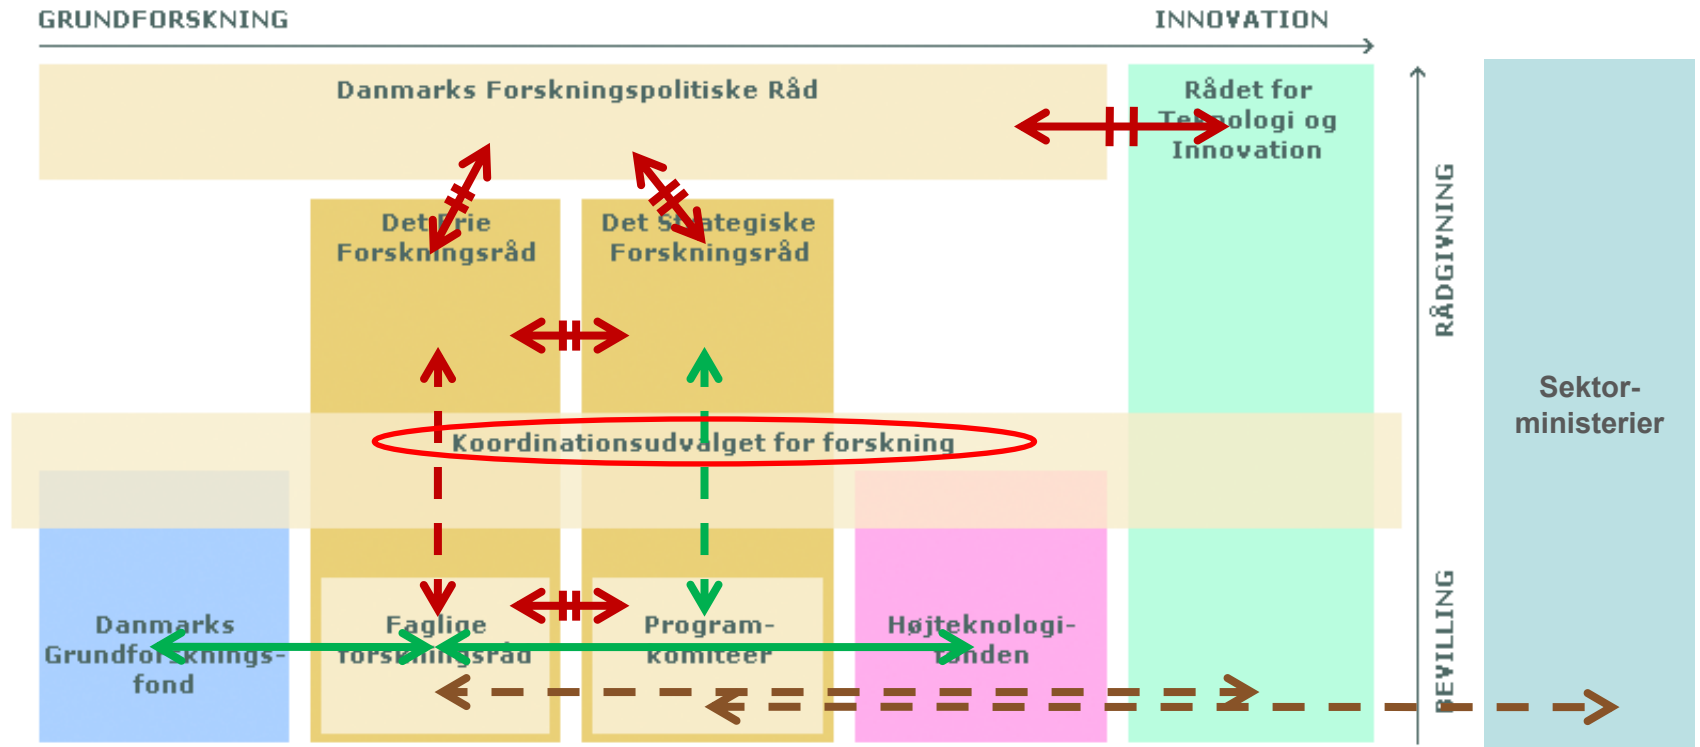 GRUNDFORSKNING
INNOVATION
Danmarks Forskningspolitiske Råd
Rådet for
Teknologi og
Innovation
RÅDGIVNING
Det Frie
Forskningsråd
Det Strategiske
Forskningsråd
Sektor-
ministerier
Koordinationsudvalget for forskning
BEVILLING
Danmarks
Grundforsknings-
fond
Faglige
forskningsråd
Program-
komiteer
Højteknologi-
fonden